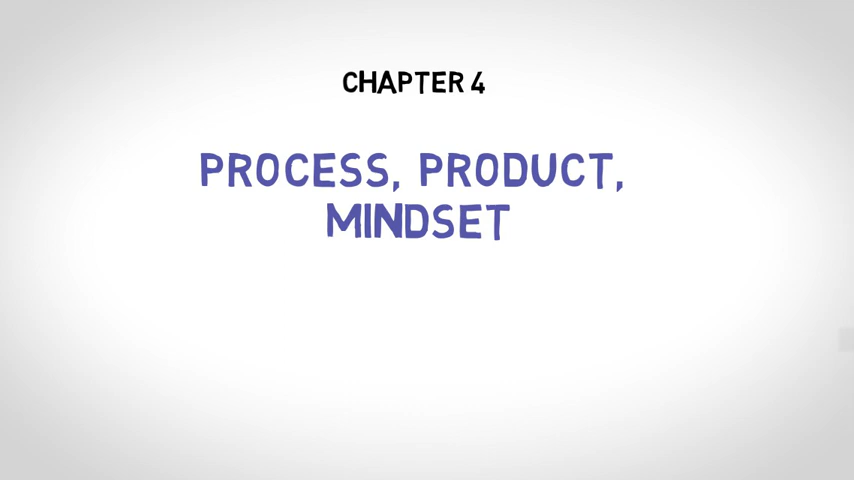 CHAPTER 4
PROCESS, PRODUCT,
MINDSET